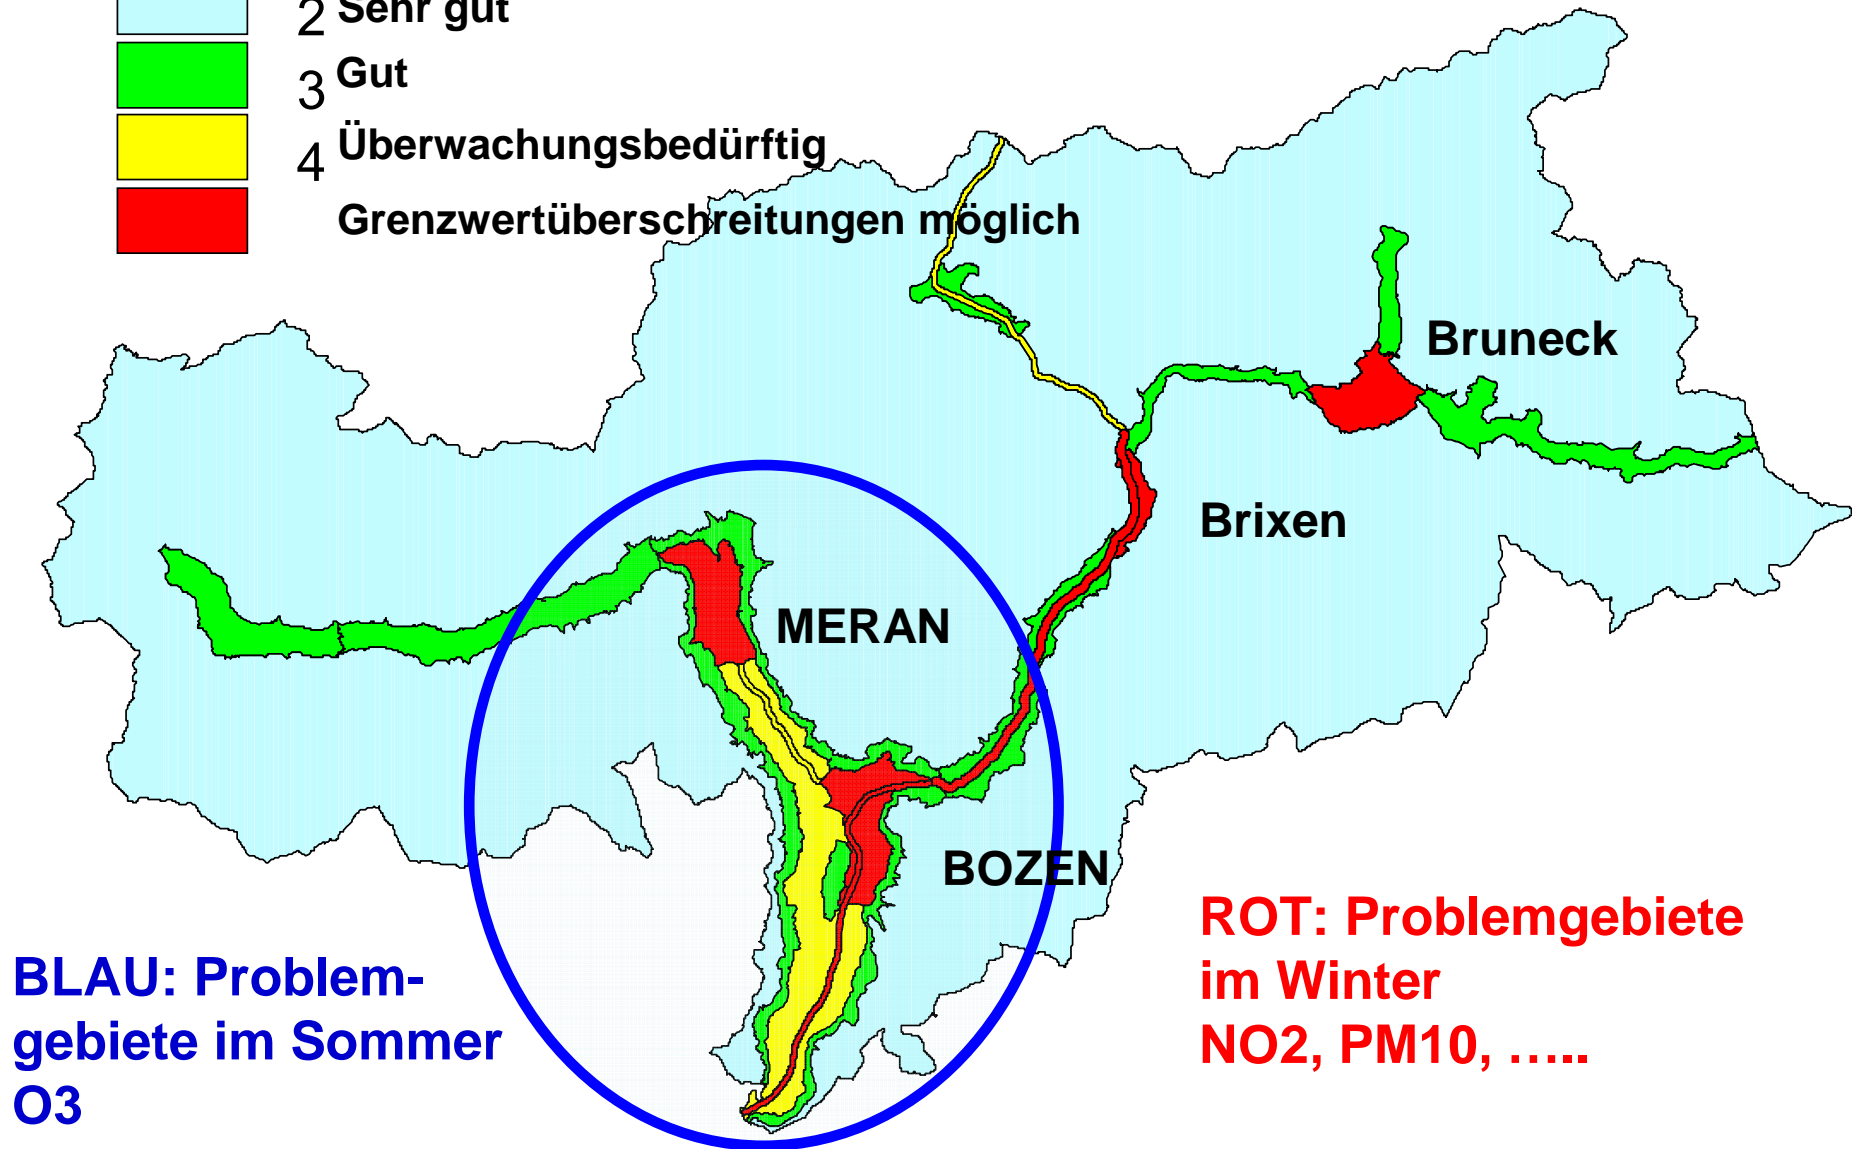 2 Sehr gut
3 Gut
4 Überwachungsbedürftig
Grenzwertüberschreitungen möglich
Bruneck
Brixen
MERAN
BOZEN
ROT: Problemgebiete
im Winter
NO2, PM10, …..
BLAU: Problem-
gebiete im Sommer
O3